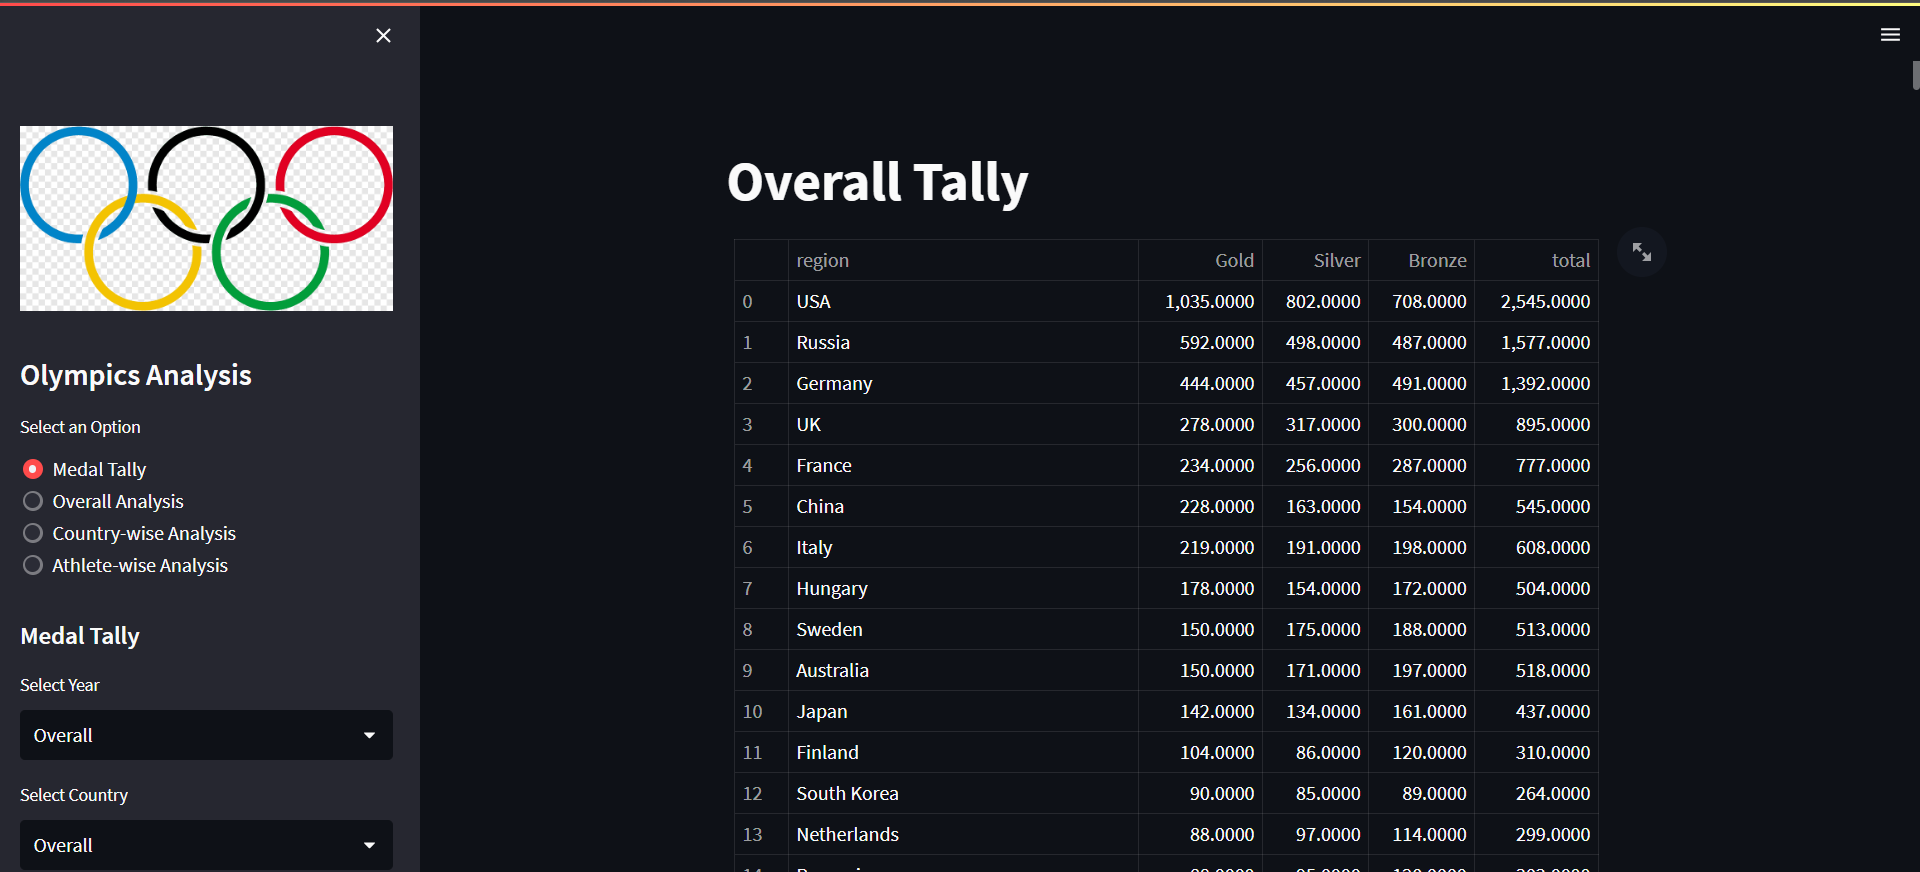 Olympics Analysis
Select an Option
Medal Tally
Overall Analysis
Country-wise Analysis
Athlete-wise Analysis
Medal Tally
Select Year
Overall
Select Country
Overall
Overall Tally
region Gold Silver Bronze total
0 USA 1,035.0000 802.0000 708.0000 2,545.0000
1 Russia 592.0000 498.0000 487.0000 1,577.0000
2 Germany 444.0000 457.0000 491.0000 1,392.0000
3 UK 278.0000 317.0000 300.0000 895.0000
4 France 234.0000 256.0000 287.0000 777.0000
5 China 228.0000 163.0000 154.0000 545.0000
6 Italy 219.0000 191.0000 198.0000 608.0000
7 Hungary 178.0000 154.0000 172.0000 504.0000
8 Sweden 150.0000 175.0000 188.0000 513.0000
9 Australia 150.0000 171.0000 197.0000 518.0000
10 Japan 142.0000 134.0000 161.0000 437.0000
11 Finland 104.0000 86.0000 120.0000 310.0000
12 South Korea 90.0000 85.0000 89.0000 264.0000
13 Netherlands 88.0000 97.0000 114.0000 299.0000